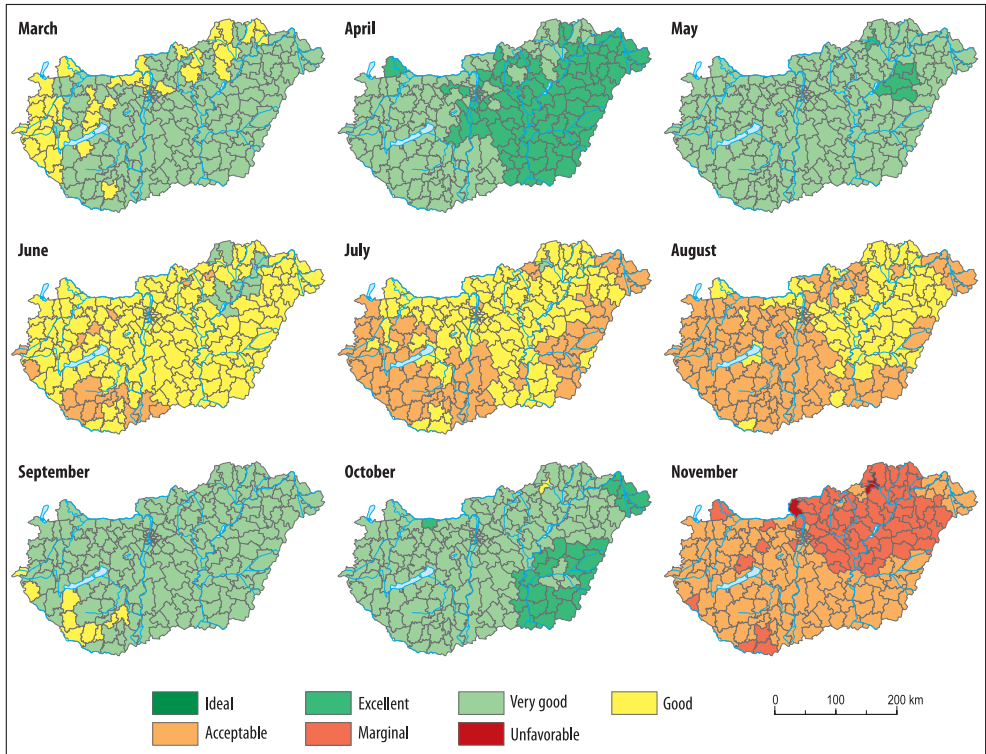 March
April
May
June
July
August
September
October
November
Ideal
Excellent
Very good
Good
0 100 200 km
Acceptable
Marginal
Unfavorable